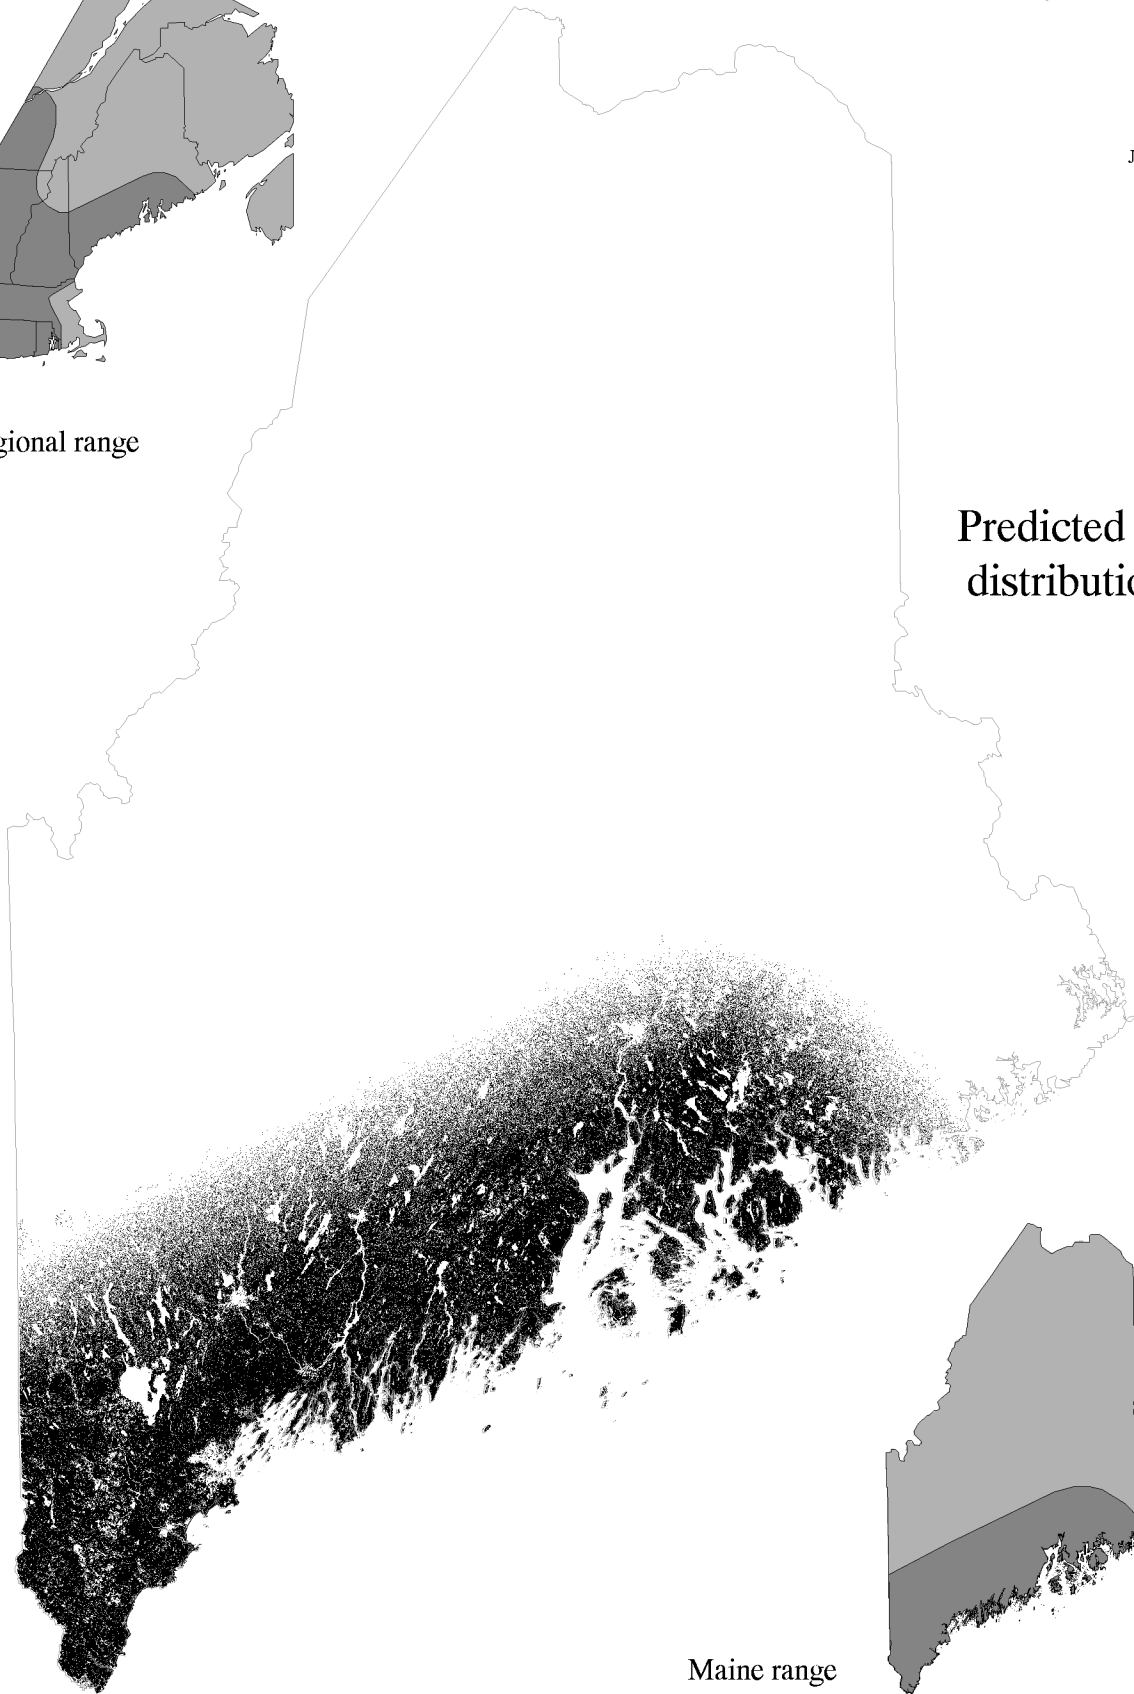 J
gional range
Predicted
distributio
Maine range